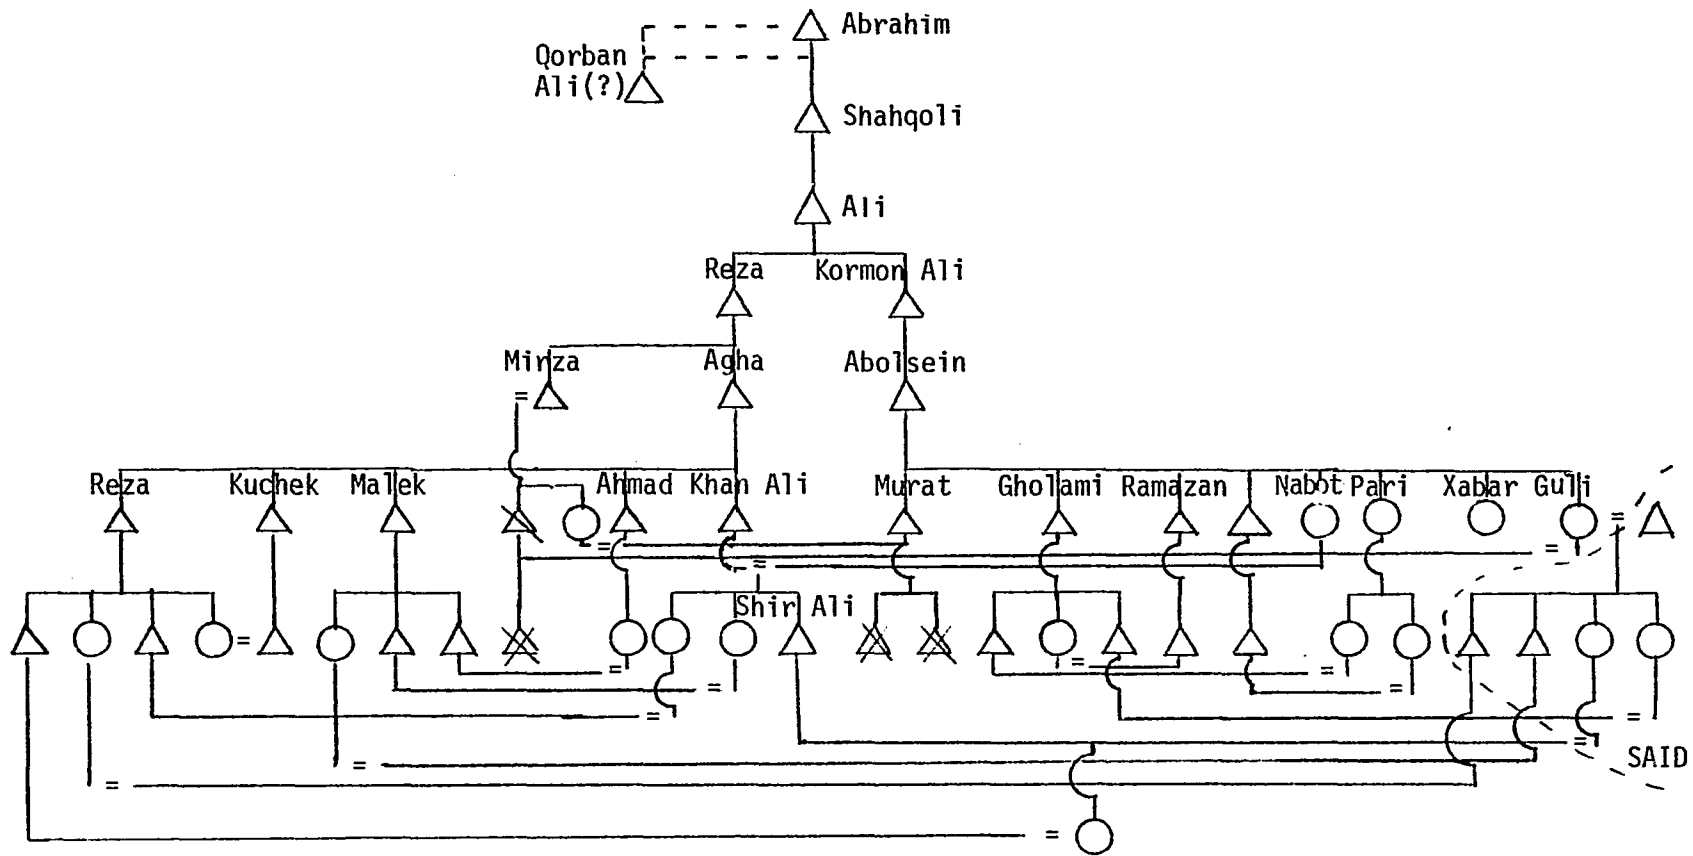 Abrahim
Qorban
Ali(?)
Shahqoli
Ali
Reza Kormon Ali
Mirza Agha Abolsein
Reza Kuchek Malek Ahmad Khan Ali Murat Gholami Ramazan Nabot Pari Xabar Guli
Shir Ali
SAID